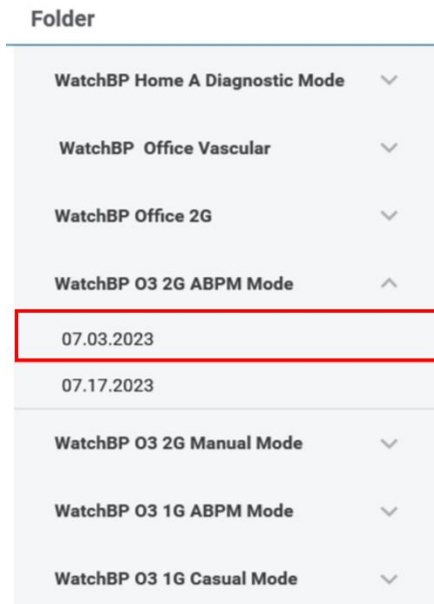 Folder
WatchBP Home A Diagnostic Mode
WatchBP Office Vascular
WatchBP Office 2G
WatchBP O3 2G ABPM Mode
07.03.2023
07.17.2023
WatchBP O3 2G Manual Mode
WatchBP O3 1G ABPM Mode
WatchBP O3 1G Casual Mode